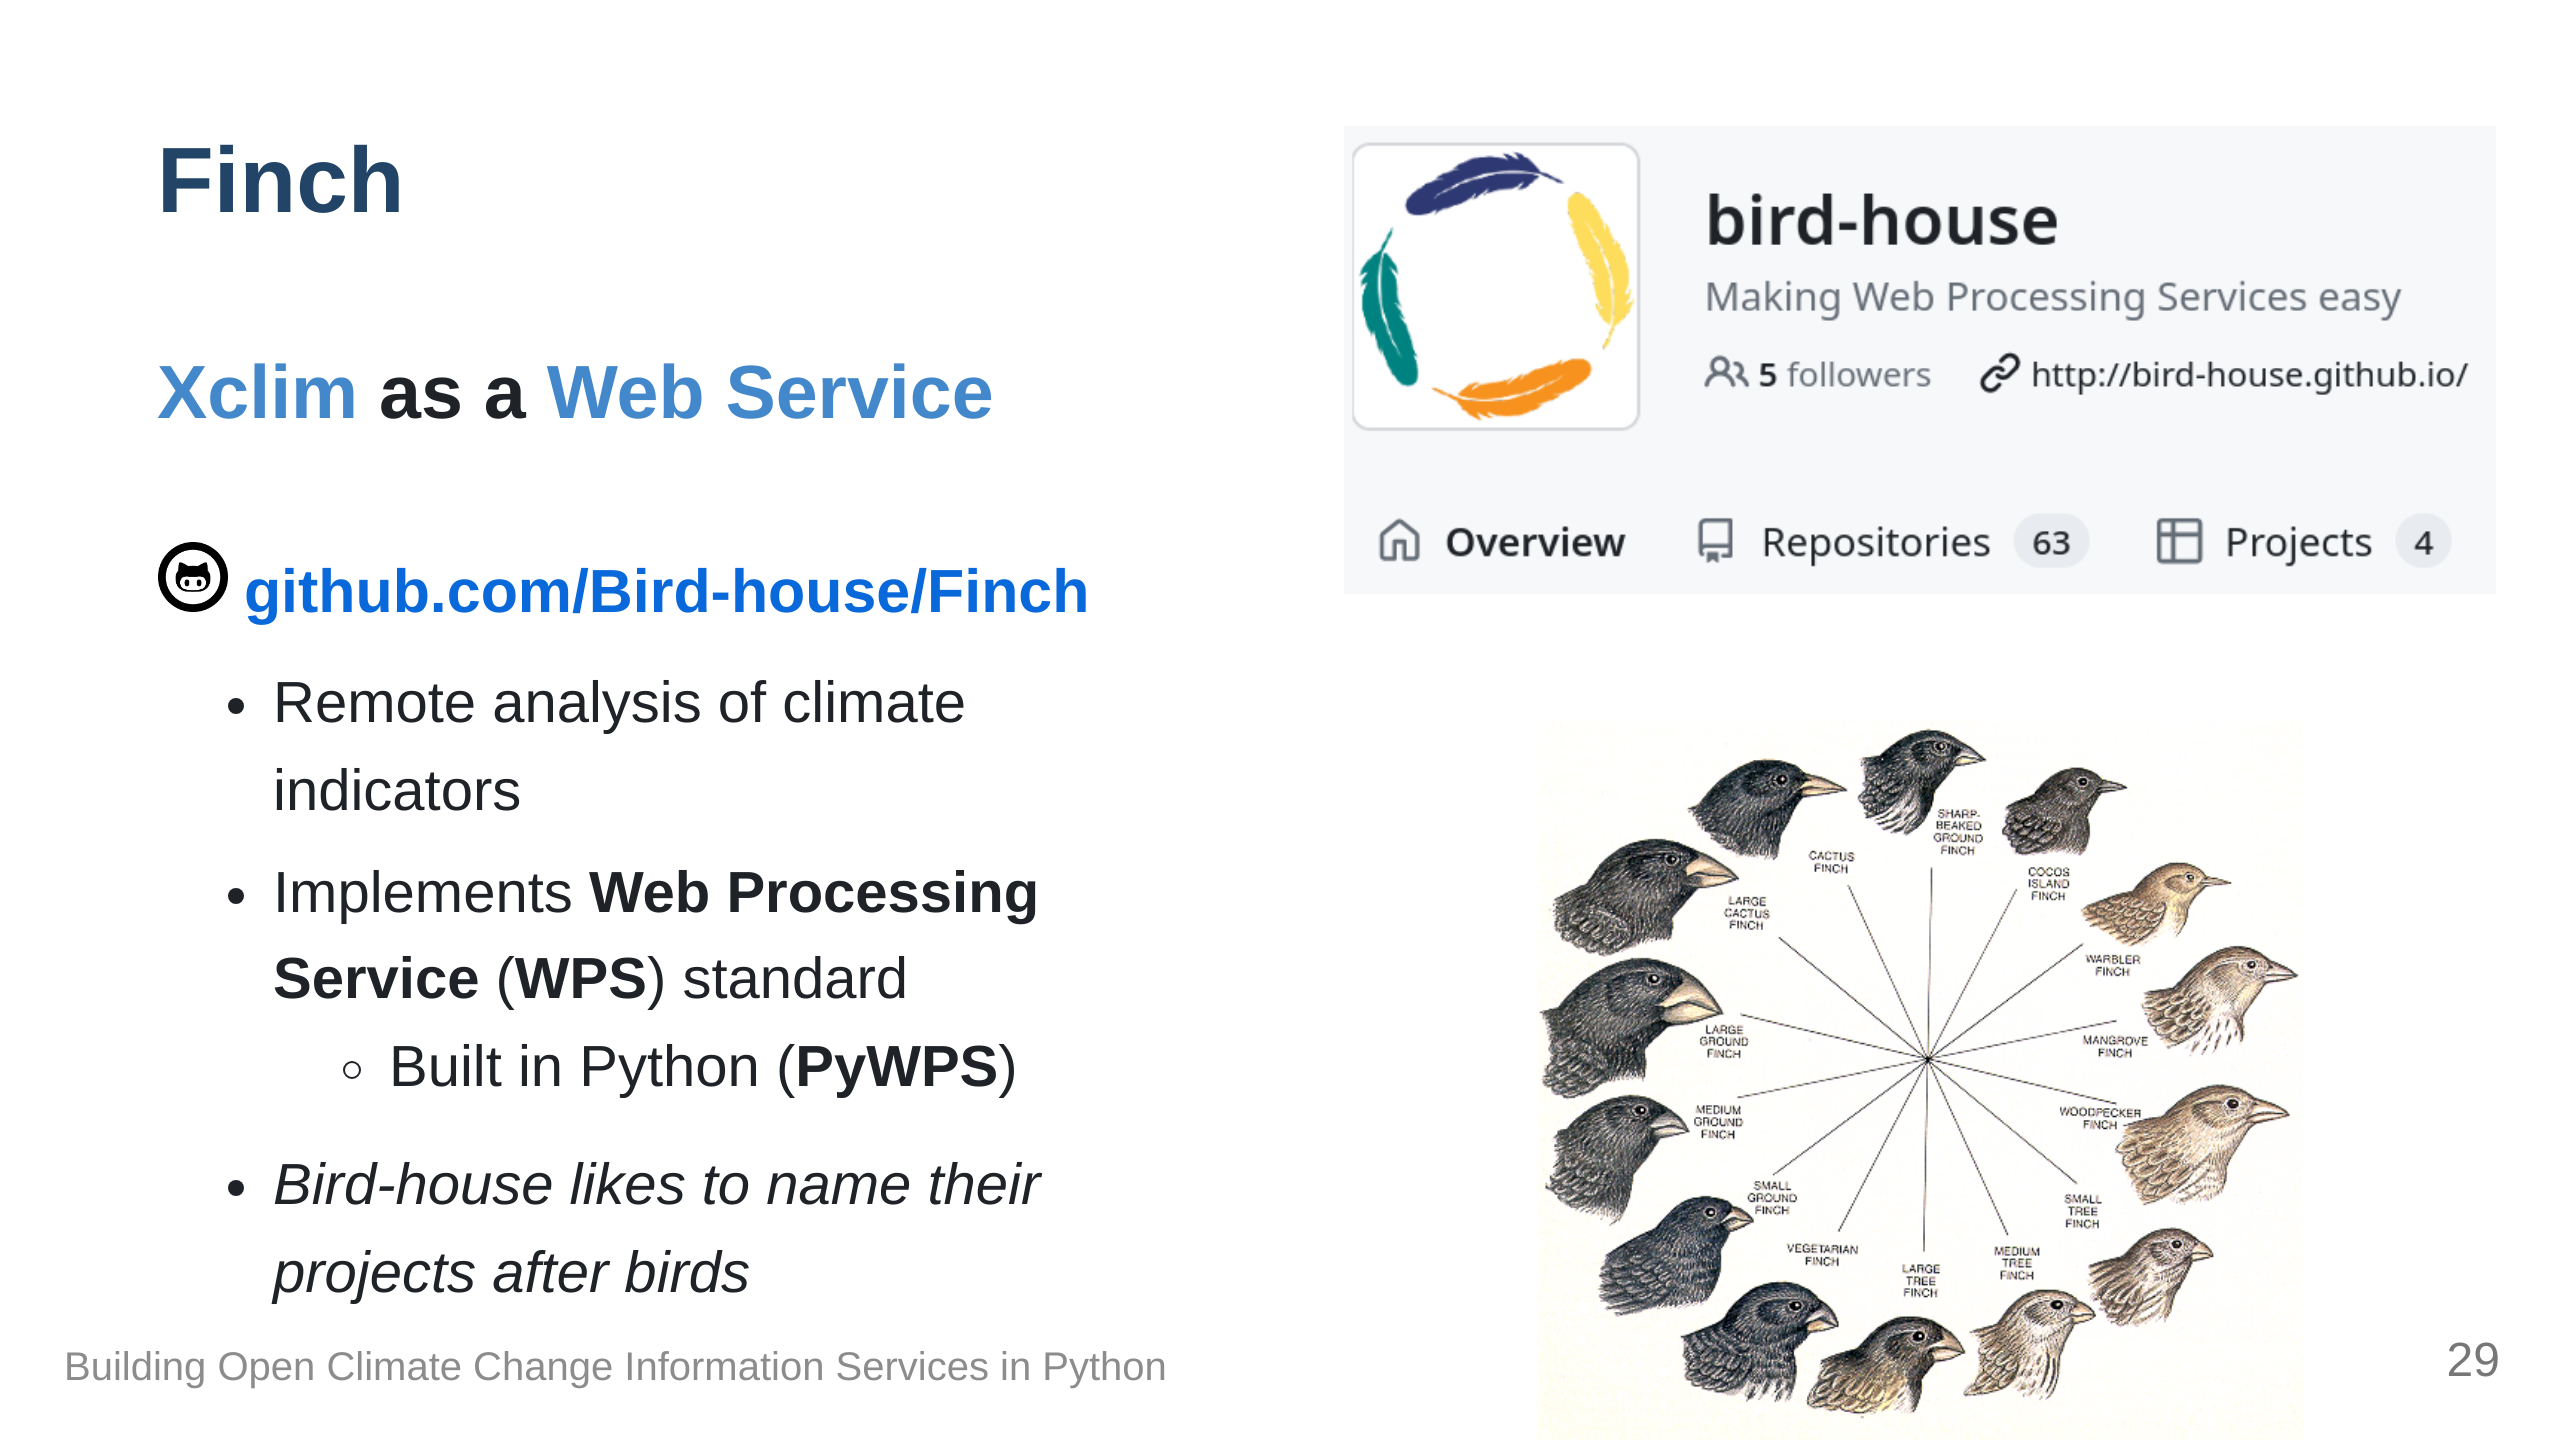 Finch
Xclim as a Web Service
github.com/Bird-house/Finch
• Remote analysis of climate
indicators
• Implements Web Processing
Service (WPS) standard
◦ Built in Python (PyWPS)
• Bird-house likes to name their
projects after birds
bird-house
Making Web Processing Services easy
5 followers http://bird-house.github.io/
Overview Repositories 63 Projects 4
SHARP-
BEAKED
GROUND
FINCH
CACTUS
FINCH
COCOS
ISLAND
FINCH
LARGE
CACTUS
FINCH
WARBLER
FINCH
LARGE
GROUND
FINCH
MANGROVE
FINCH
MEDIUM
GROUND
FINCH
WOODPECKER
FINCH
SMALL
GROUND
FINCH
SMALL
TREE
FINCH
VEGETARIAN
FINCH
MEDIUM
TREE
FINCH
LARGE
TREE
FINCH
Building Open Climate Change Information Services in Python
29